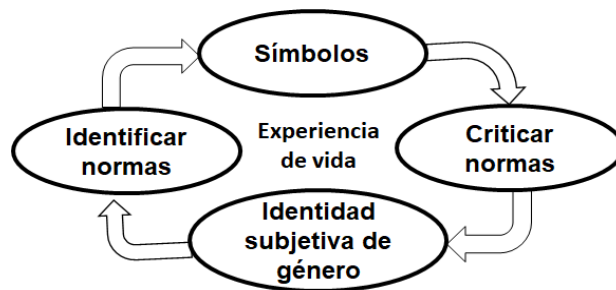 Símbolos
Identificar
normas
Experiencia
de vida
Criticar
normas
Identidad
subjetiva de
género